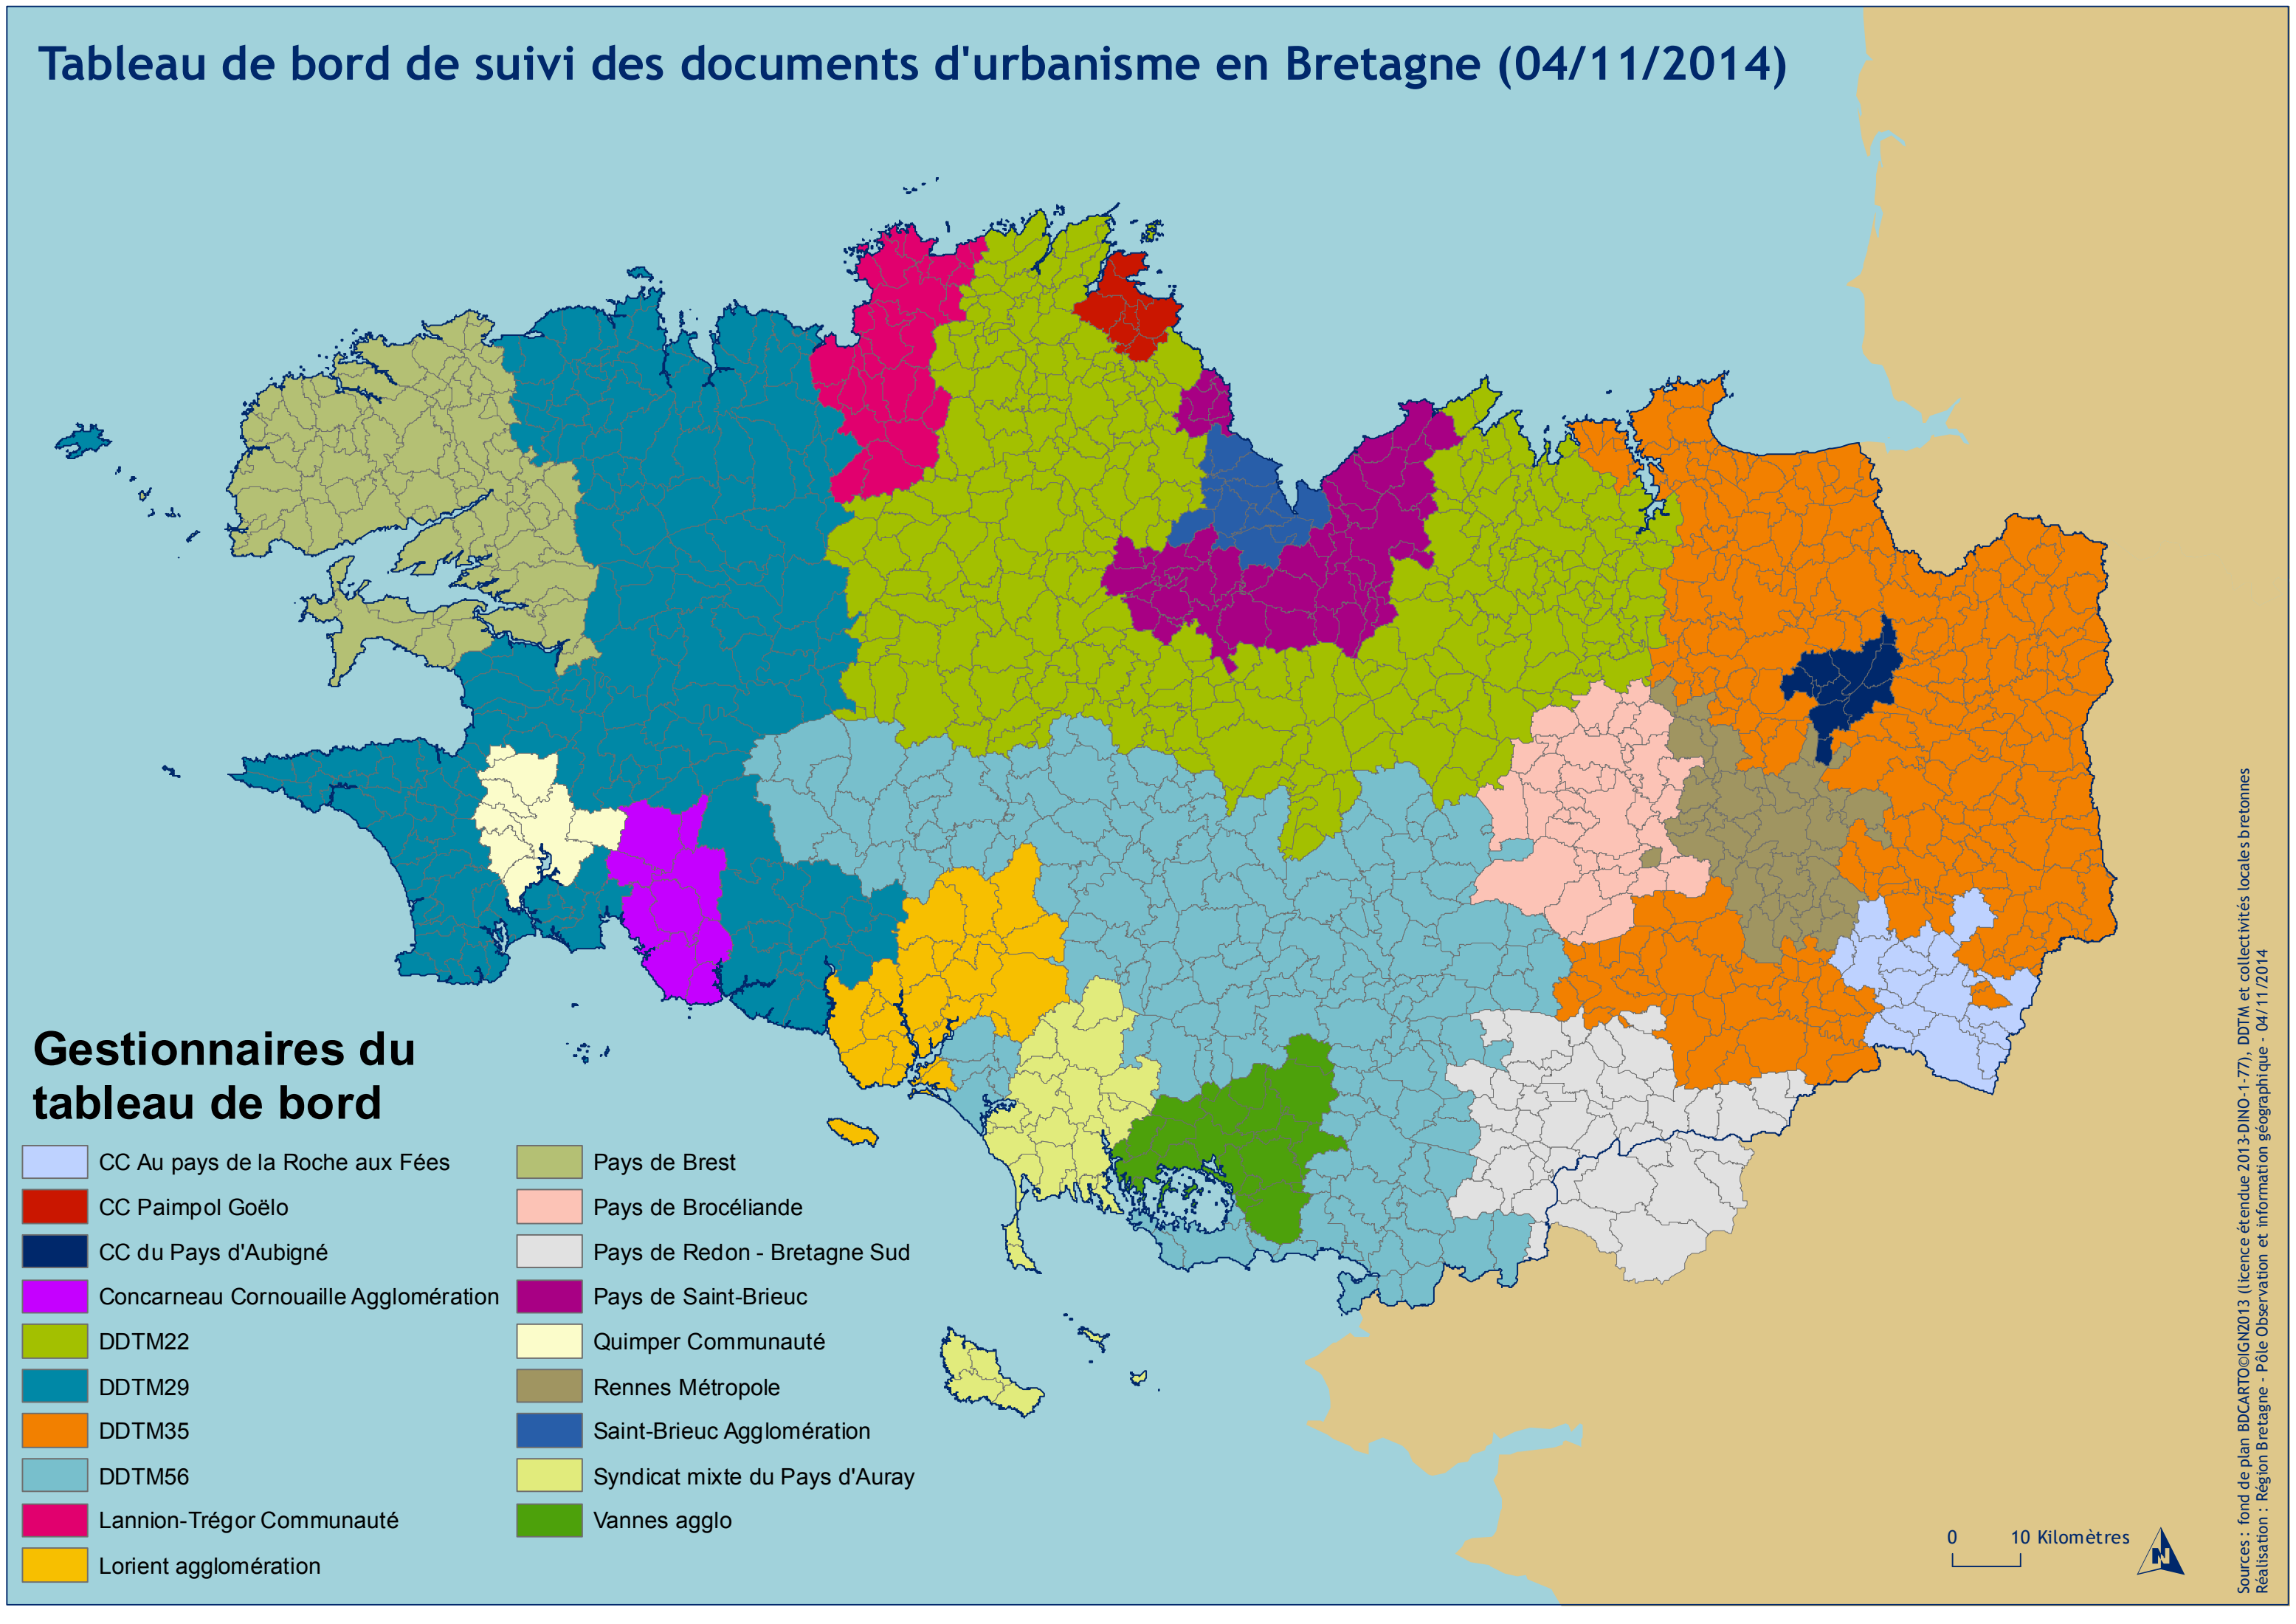 Tableau de bord de suivi des documents d'urbanisme en Bretagne (04/11/2014)
Gestionnaires du
tableau de bord
CC Au pays de la Roche aux Fées
CC Paimpol Goëlo
CC du Pays d'Aubigné
Concarneau Cornouaille Agglomération
DDTM22
DDTM29
DDTM35
DDTM56
Lannion-Trégor Communauté
Lorient agglomération
Pays de Brest
Pays de Brocéliande
Pays de Redon - Bretagne Sud
Pays de Saint-Brieuc
Quimper Communauté
Rennes Métropole
Saint-Brieuc Agglomération
Syndicat mixte du Pays d'Auray
Vannes agglo
0 10 Kilomètres
N
Sources : fond de plan BDCARTO©IGN2013 (licence étendue 2013-DINO-1-77), DDTM et collectivités locales bretonnes
Réalisation : Région Bretagne - Pôle Observation et information géographique - 04/11/2014